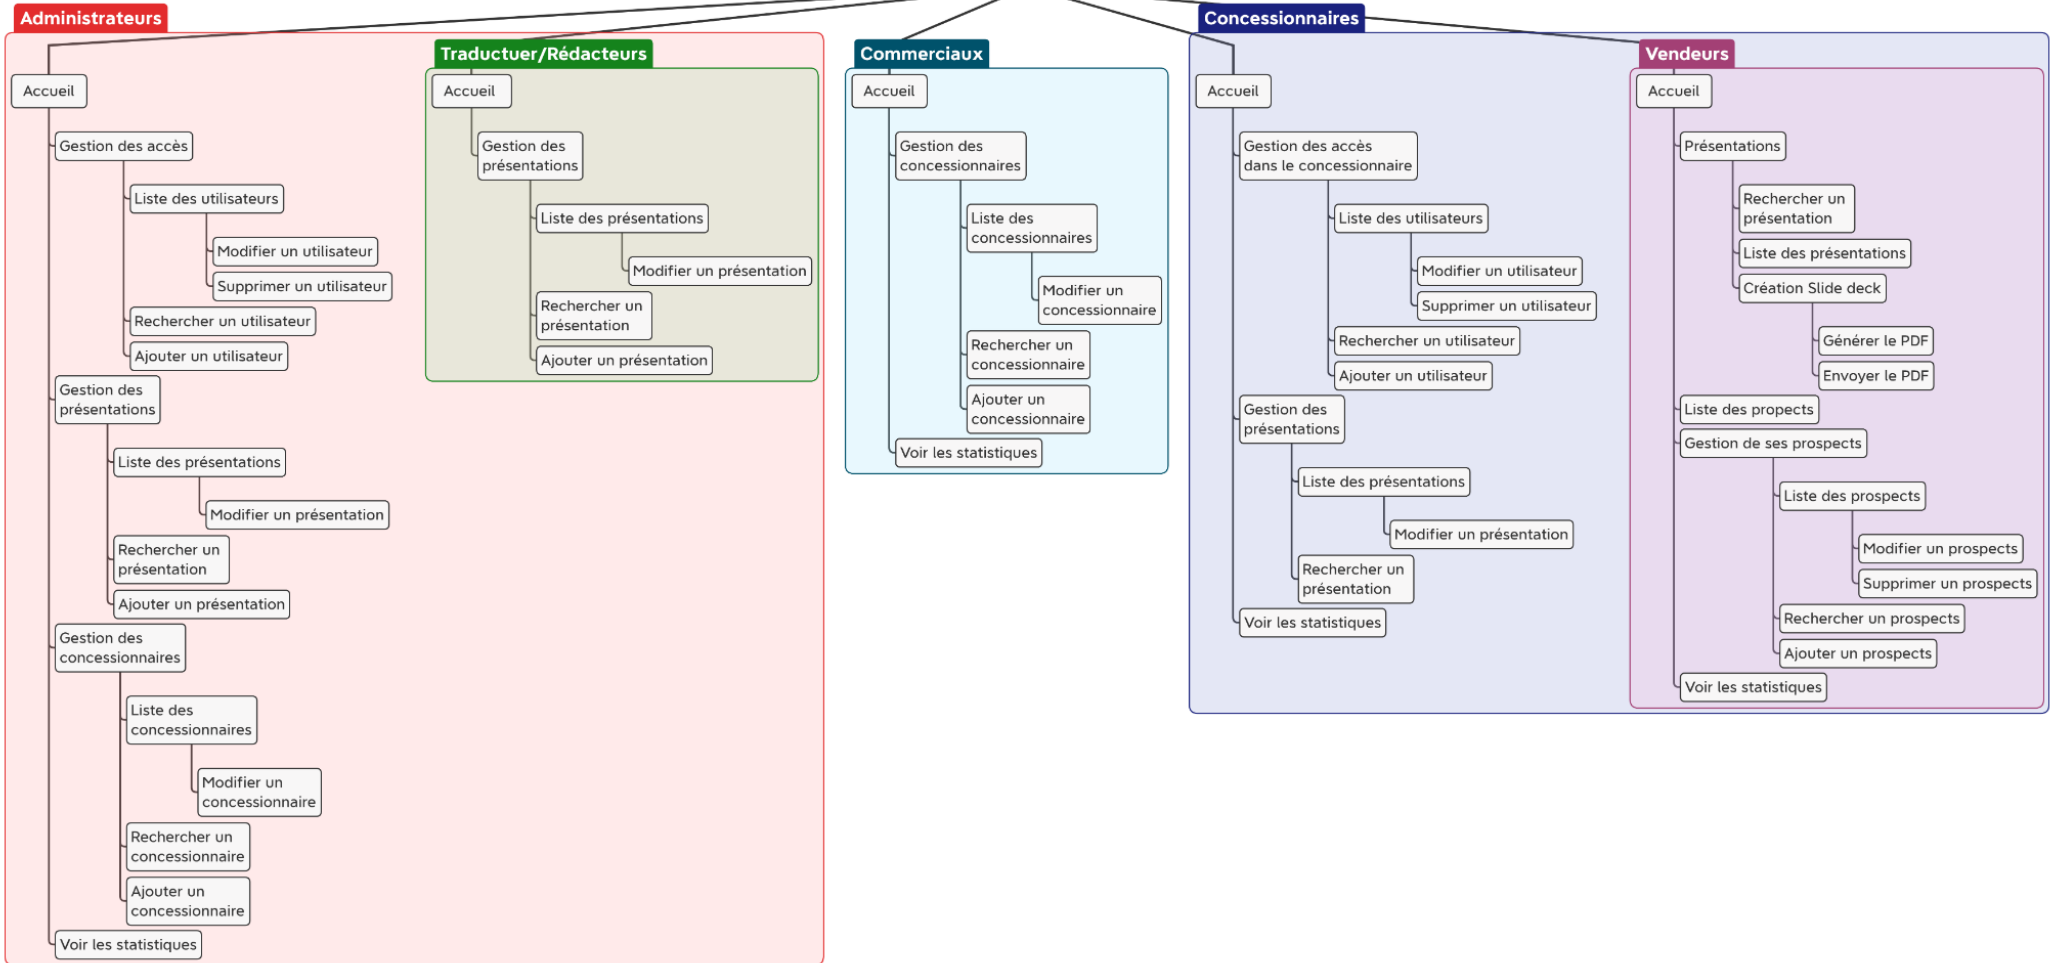 Administrateurs
Accueil
Gestion des accès
Liste des utilisateurs
Modifier un utilisateur
Supprimer un utilisateur
Rechercher un utilisateur
Ajouter un utilisateur
Gestion des
présentations
Liste des présentations
Modifier un présentation
Rechercher un
présentation
Ajouter un présentation
Gestion des
concessionnaires
Liste des
concessionnaires
Modifier un
concessionnaire
Rechercher un
concessionnaire
Ajouter un
concessionnaire
Voir les statistiques
Traductuer/Rédacteurs
Accueil
Gestion des
présentations
Liste des présentations
Modifier un présentation
Rechercher un
présentation
Ajouter un présentation
Commerciaux
Accueil
Gestion des
concessionnaires
Liste des
concessionnaires
Modifier un
concessionnaire
Rechercher un
concessionnaire
Ajouter un
concessionnaire
Voir les statistiques
Concessionnaires
Accueil
Gestion des accès
dans le concessionnaire
Liste des utilisateurs
Modifier un utilisateur
Supprimer un utilisateur
Rechercher un utilisateur
Ajouter un utilisateur
Gestion des
présentations
Liste des présentations
Modifier un présentation
Rechercher un
présentation
Voir les statistiques
Vendeurs
Accueil
Présentations
Rechercher un
présentation
Liste des présentations
Création Slide deck
Générer le PDF
Envoyer le PDF
Liste des propects
Gestion de ses prospects
Liste des prospects
Modifier un prospects
Supprimer un prospects
Rechercher un prospects
Ajouter un prospects
Voir les statistiques